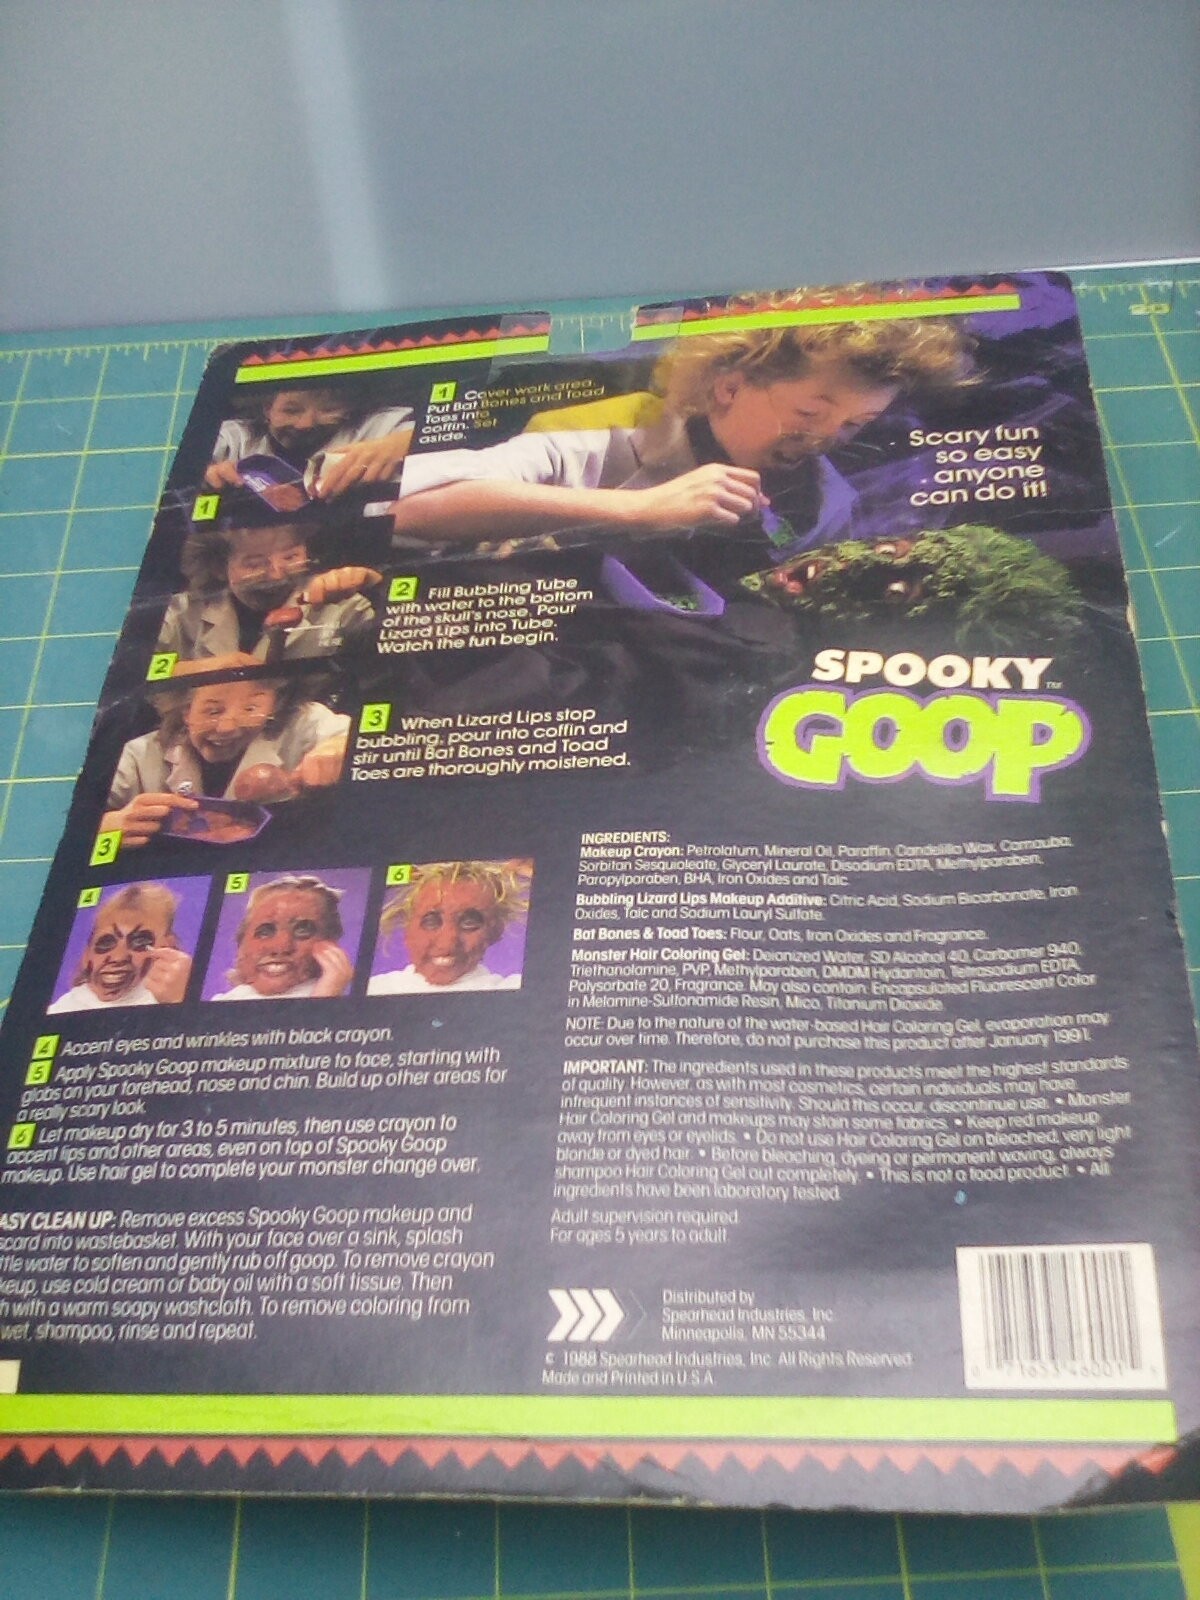 1 Cover work area.
Put Bat Bones and Toad
Toes into
coffin. Set
aside.
Scary fun
so easy
anyone
can do it!
1
2 Fill Bubbling Tube
with water to the bottom
of the skull's nose. Pour
Lizard Lips into Tube.
Watch the fun begin.
2
SPOOKY TM
GOOP
3 When Lizard Lips stop
bubbling, pour into coffin and
stir until Bat Bones and Toad
Toes are thoroughly moistened.
3
4
5
6
4 Accent eyes and wrinkles with black crayon.
5 Apply Spooky Goop makeup mixture to face, starting with
globs on your forehead, nose and chin. Build up other areas for
a really scary look.
6 Let makeup dry for 3 to 5 minutes, then use crayon to
accent lips and other areas, even on top of Spooky Goop
makeup. Use hair gel to complete your monster change over.
ASY CLEAN UP: Remove excess Spooky Goop makeup and
scard into wastebasket. With your face over a sink, splash
ttle water to soften and gently rub off goop. To remove crayon
keup, use cold cream or baby oil with a soft tissue. Then
h with a warm soapy washcloth. To remove coloring from
wet, shampoo, rinse and repeat.
INGREDIENTS:
Makeup Crayon: Petrolatum, Mineral Oil, Paraffin, Candelilla Wax, Carnauba,
Sorbitan Sesquioleate, Glyceryl Laurate, Disodium EDTA, Methylparaben,
Paropylparaben, BHA, Iron Oxides and Talc.
Bubbling Lizard Lips Makeup Additive: Citric Acid, Sodium Bicarbonate, Iron
Oxides, Talc and Sodium Lauryl Sulfate.
Bat Bones & Toad Toes: Flour, Oats, Iron Oxides and Fragrance.
Monster Hair Coloring Gel: Deionized Water, SD Alcohol 40, Carbomer 940,
Triethanolamine, PVP, Methylparaben, DMDM Hydantoin, Tetrasodium EDTA,
Polysorbate 20, Fragrance. May also contain: Encapsulated Fluorescent Color
in Melamine-Sulfonamide Resin, Mica, Titanium Dioxide
NOTE: Due to the nature of the water-based Hair Coloring Gel, evaporation may
occur over time. Therefore, do not purchase this product after January 1991.
IMPORTANT: The ingredients used in these products meet the highest standards
of quality. However, as with most cosmetics, certain individuals may have
infrequent instances of sensitivity. Should this occur, discontinue use. • Monster
Hair Coloring Gel and makeups may stain some fabrics. • Keep red makeup
away from eyes or eyelids. • Do not use Hair Coloring Gel on bleached, very light
blonde or dyed hair. • Before bleaching, dyeing or permanent waving, always
shampoo Hair Coloring Gel out completely. • This is not a food product. • All
ingredients have been laboratory tested.
Adult supervision required.
For ages 5 years to adult.
Distributed by
Spearhead Industries, Inc.
Minneapolis, MN 55344
© 1988 Spearhead Industries, Inc. All Rights Reserved
Made and Printed in U.S.A.